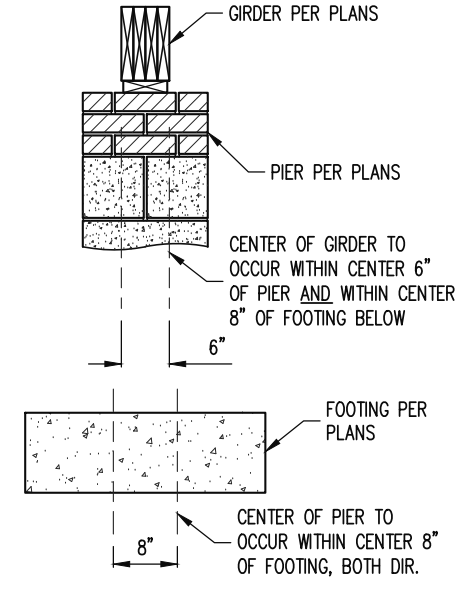 GIRDER PER PLANS
PIER PER PLANS
CENTER OF GIRDER TO
OCCUR WITHIN CENTER 6"
OF PIER AND WITHIN CENTER
8" OF FOOTING BELOW
6"
FOOTING PER
PLANS
CENTER OF PIER TO
OCCUR WITHIN CENTER 8"
OF FOOTING, BOTH DIR.
8"